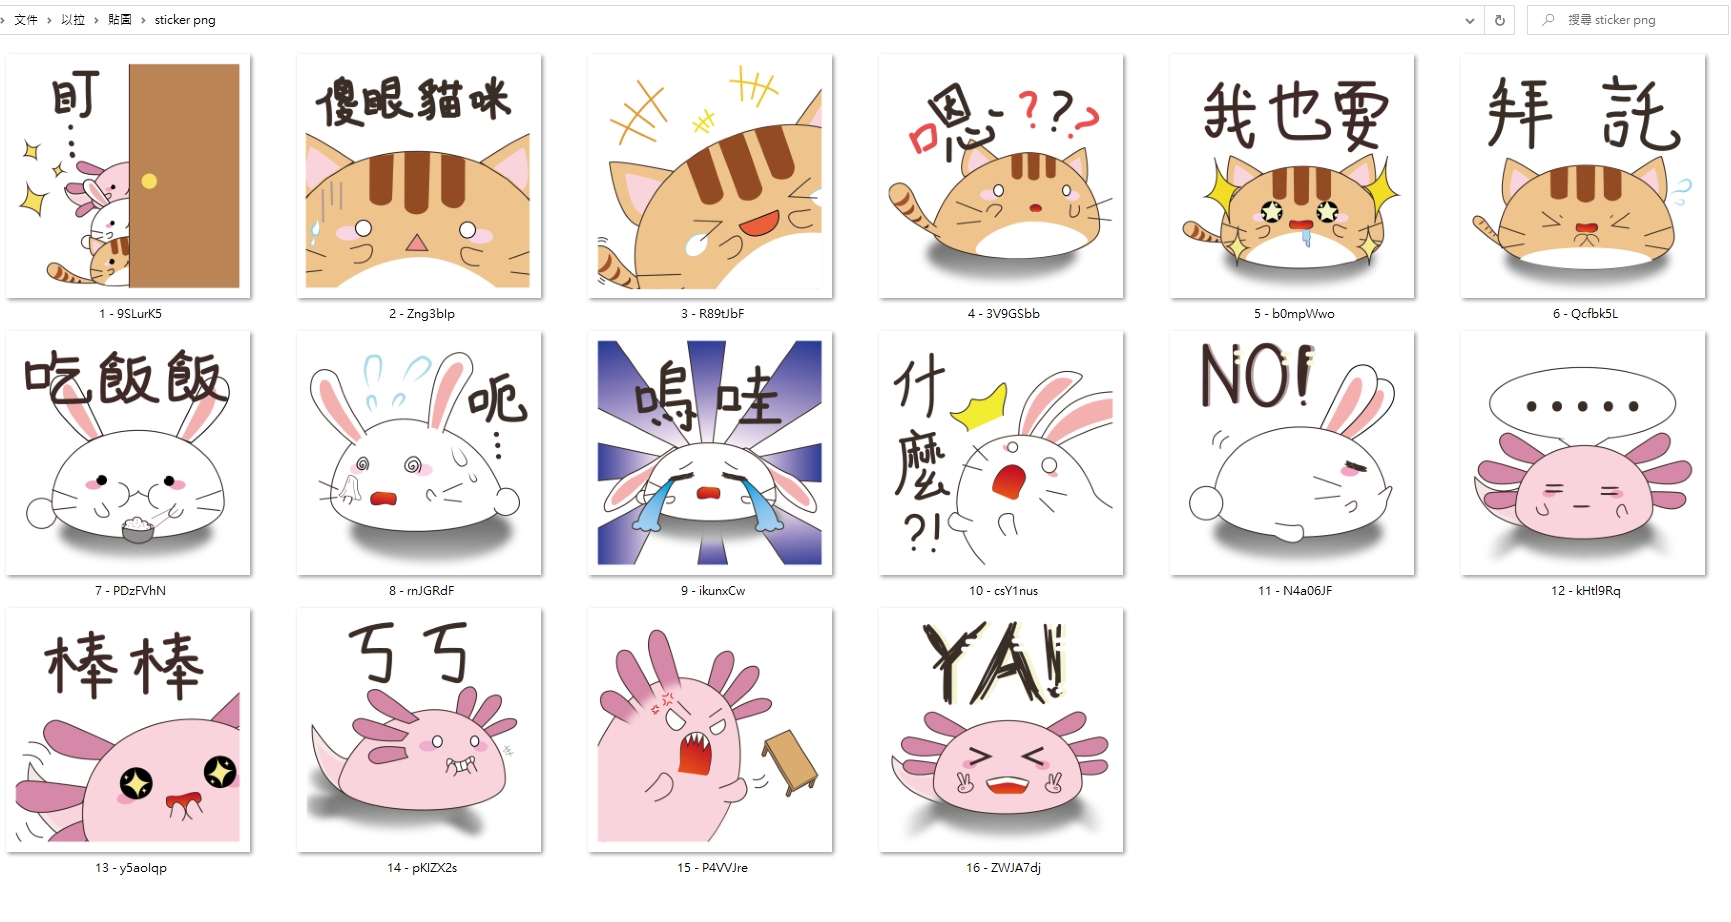 文件 › 以拉 › 貼圖 › sticker png
搜尋 sticker png
盯...
傻眼貓咪
嗯~???
我也要
拜託
1 - 9SLurK5
2 - Zng3bIp
3 - R89tJbF
4 - 3V9GSbb
5 - b0mpWwo
6 - Qcfbk5L
吃飯飯
呃...
嗚哇
什麼?!
NO!
.....
7 - PDzFVhN
8 - rnJGRdF
9 - ikunxCw
10 - csY1nus
11 - N4a06JF
12 - kHtl9Rq
棒棒
ㄎㄎ
YA!
13 - y5aolqp
14 - pKIZX2s
15 - P4VVJre
16 - ZWJA7dj